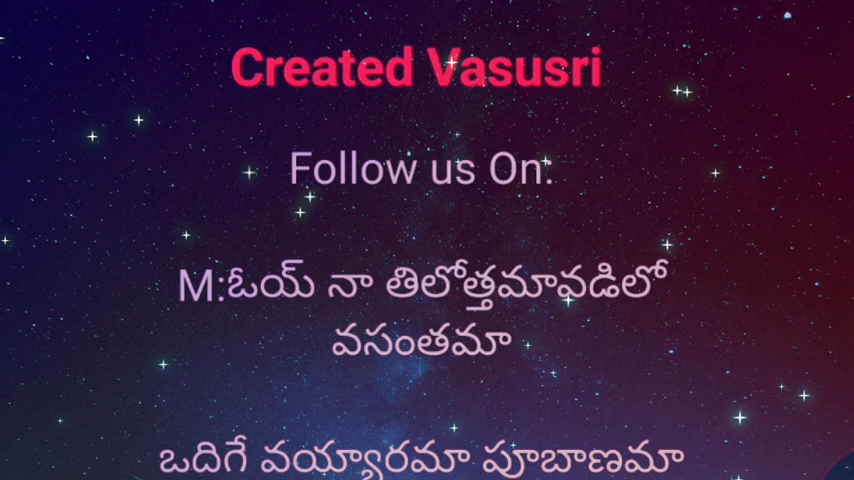 Created Vasusri
Follow us On:
M:ఓయ్ నా తిలోత్తమావడిలో
వసంతమా
ఒదిగే వయ్యారమా పూబాణమా